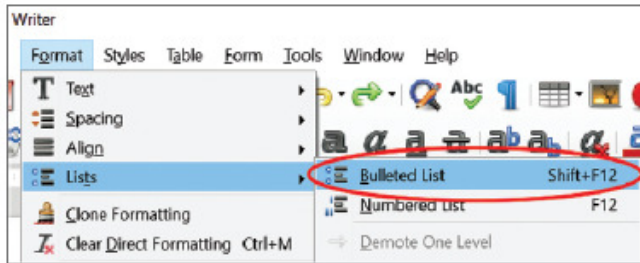 Writer
Format Styles Table Form Tools Window Help
Text
Spacing
Align
Lists
Clone Formatting
Clear Direct Formatting Ctrl+M
Abc
Bulleted List Shift+F12
Numbered List F12
Demote One Level